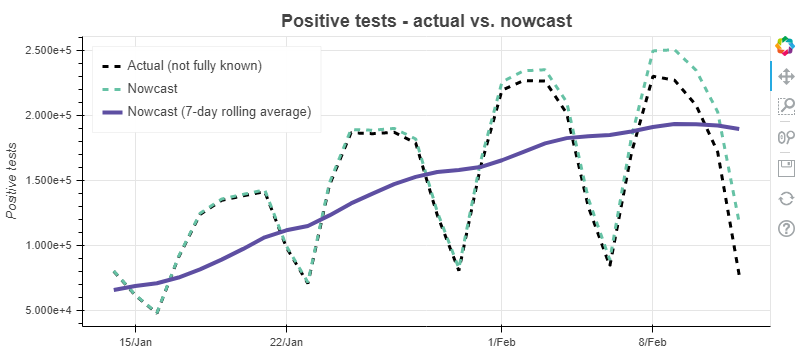 Positive tests - actual vs. nowcast
2.500e+5
2.000e+5
1.500e+5
1.000e+5
5.000e+4
Positive tests
Actual (not fully known)
Nowcast
Nowcast (7-day rolling average)
15/Jan 22/Jan 1/Feb 8/Feb